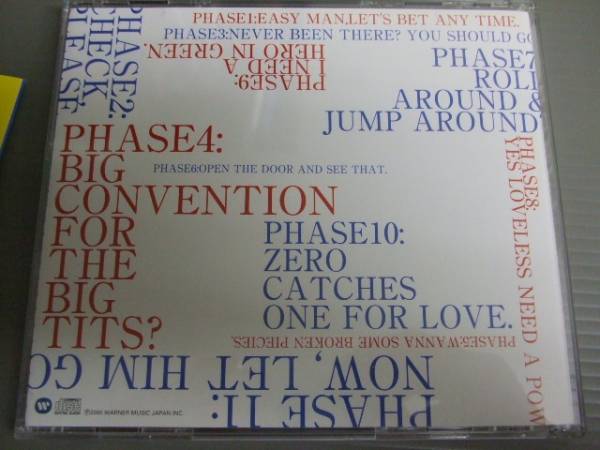 PHASE1:EASY MAN,LET'S BET ANY TIME.
PHASE3:NEVER BEEN THERE? YOU SHOULD GO
PHASE2:
CHECK
PLEASE
PHASE9:
I NEED A
HERO IN GREEN.
PHASE7
ROLL
AROUND &
JUMP AROUND
PHASE4:
BIG
CONVENTION
FOR
THE
BIG
TITS?
PHASE6:OPEN THE DOOR AND SEE THAT.
PHASE8:
YES LOVELESS NEED A POW
PHASE10:
ZERO
CATCHES
ONE FOR LOVE.
PHASE5:WANNA SOME BROKEN PIECIES.
PHASE 11:
NOW, LET HIM GO
WARNER MUSIC JAPAN INC.